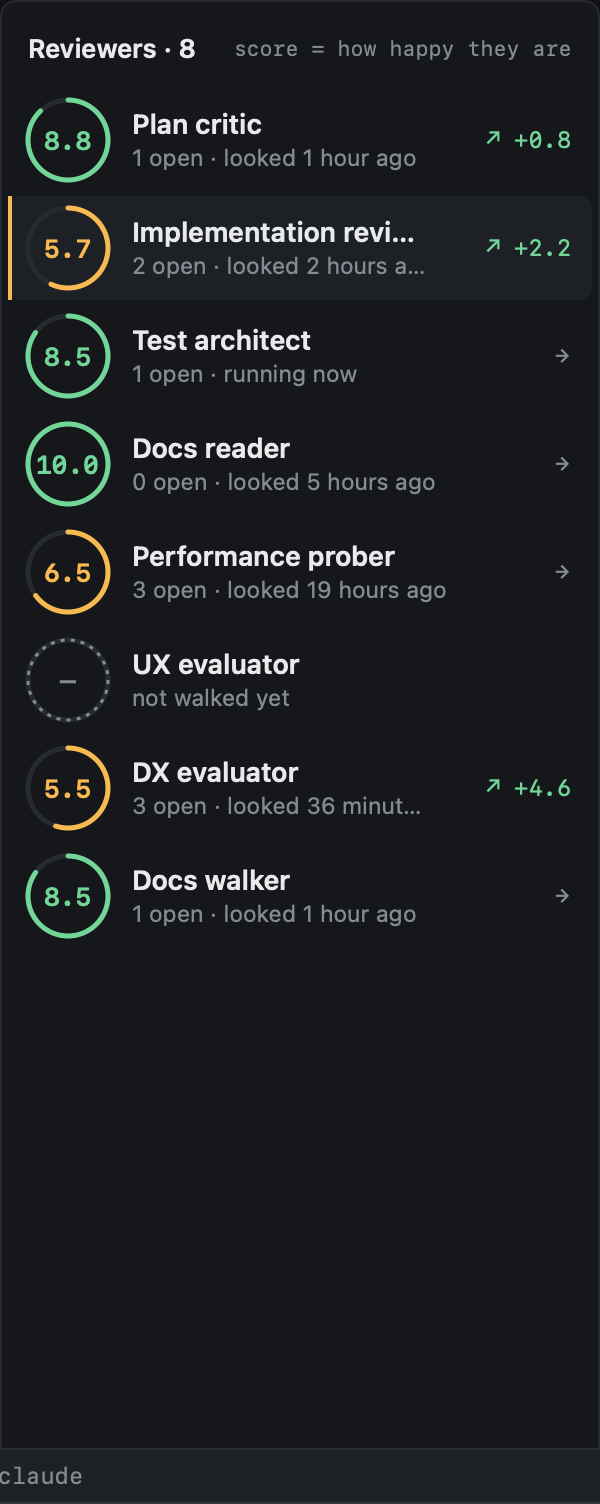 Reviewers · 8 score = how happy they are
8.8 Plan critic ↗ +0.8
1 open · looked 1 hour ago
5.7 Implementation revi... ↗ +2.2
2 open · looked 2 hours a...
8.5 Test architect →
1 open · running now
10.0 Docs reader →
0 open · looked 5 hours ago
6.5 Performance prober →
3 open · looked 19 hours ago
– UX evaluator
not walked yet
5.5 DX evaluator ↗ +4.6
3 open · looked 36 minut...
8.5 Docs walker →
1 open · looked 1 hour ago
claude